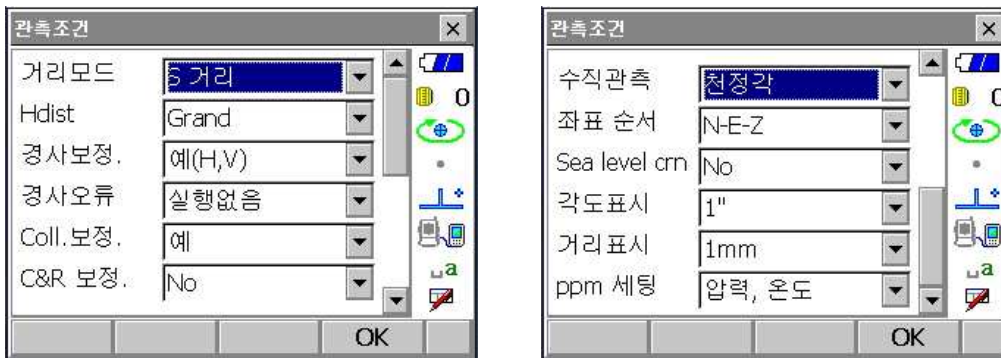 관측조건
거리모드 S 거리
Hdist Grand
경사보정. 예(H,V)
경사오류 실행없음
Coll.보정. 예
C&R 보정. No
0
a
OK
관측조건
수직관측 천정각
좌표 순서 N-E-Z
Sea level crn No
각도표시 1"
거리표시 1mm
ppm 세팅 압력, 온도
0
a
OK